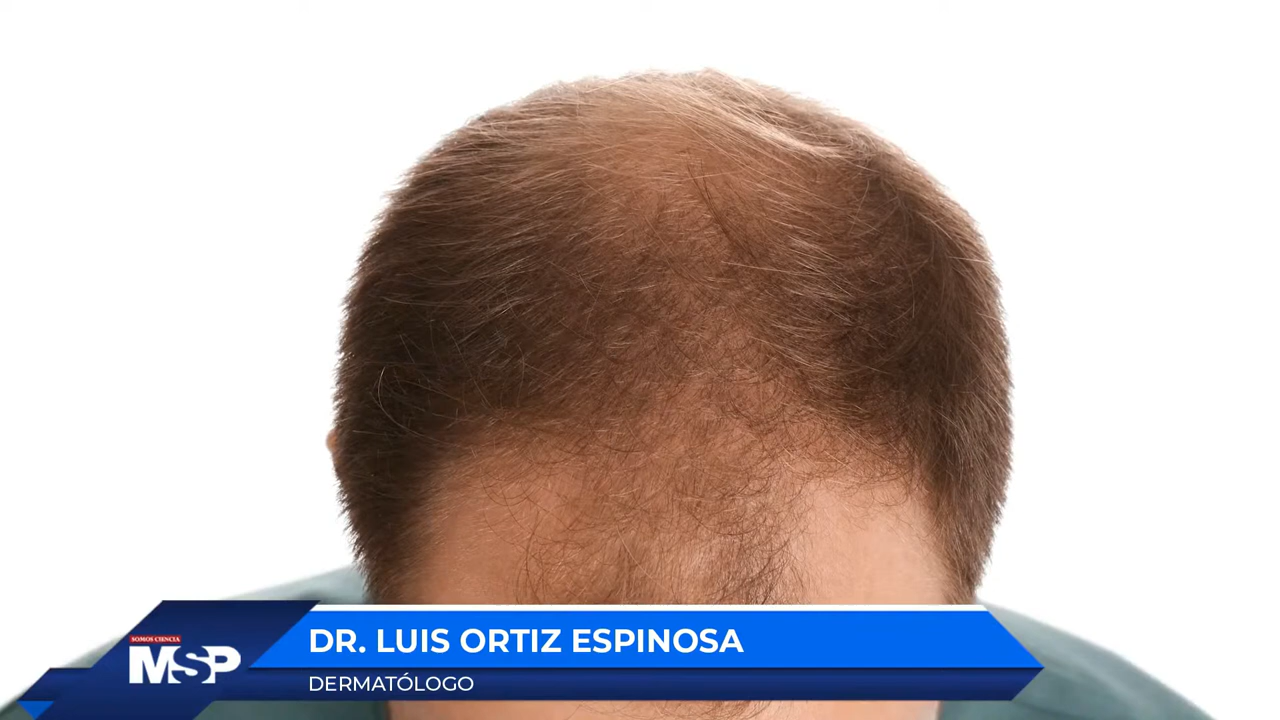 DR. LUIS ORTIZ ESPINOSA
SOMOS CIENCIA
MSP
DERMATÓLOGO